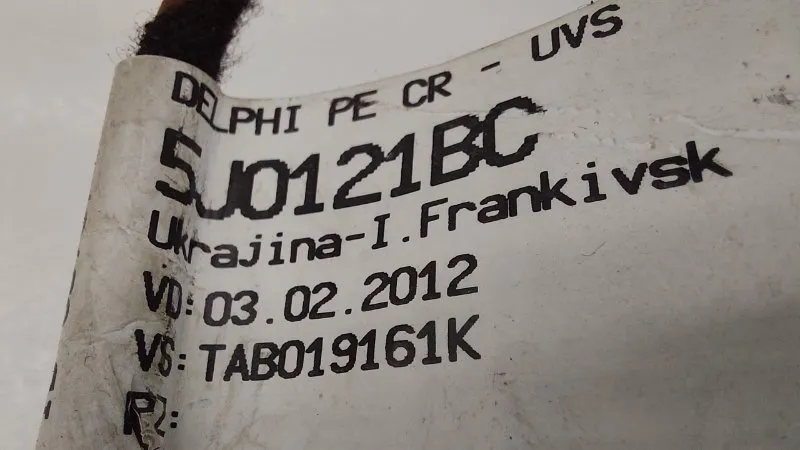 DELPHI PE CR - UVS
5J0121BC
Ukrajina-I.Frankivsk
VD:03.02.2012
VS:TAB019161K